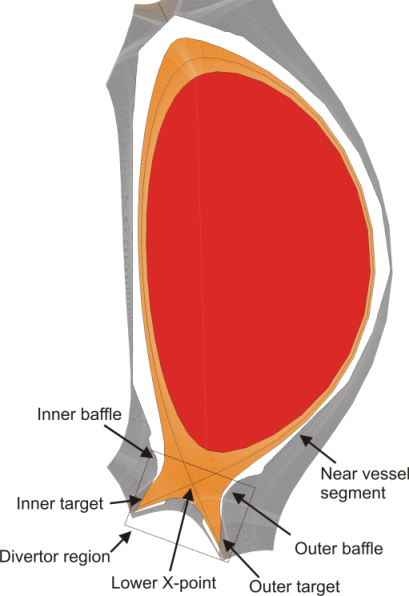 Inner baffle
Near vessel
segment
Inner target
Outer baffle
Divertor region
Lower X-point
Outer target